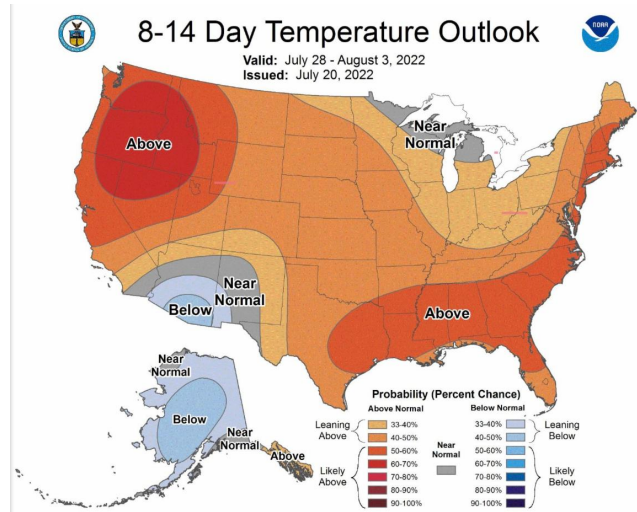 8-14 Day Temperature Outlook
Valid: July 28 - August 3, 2022
Issued: July 20, 2022
NOAA
Above
Near
Normal
Near
Normal
Below
Above
Near
Normal
Below
Near
Normal
Above
Probability (Percent Chance)
Above Normal
Below Normal
Leaning
Above
33-40%
40-50%
Likely
Above
50-60%
60-70%
70-80%
80-90%
90-100%
Near
Normal
33-40%
40-50%
Leaning
Below
50-60%
60-70%
70-80%
80-90%
90-100%
Likely
Below